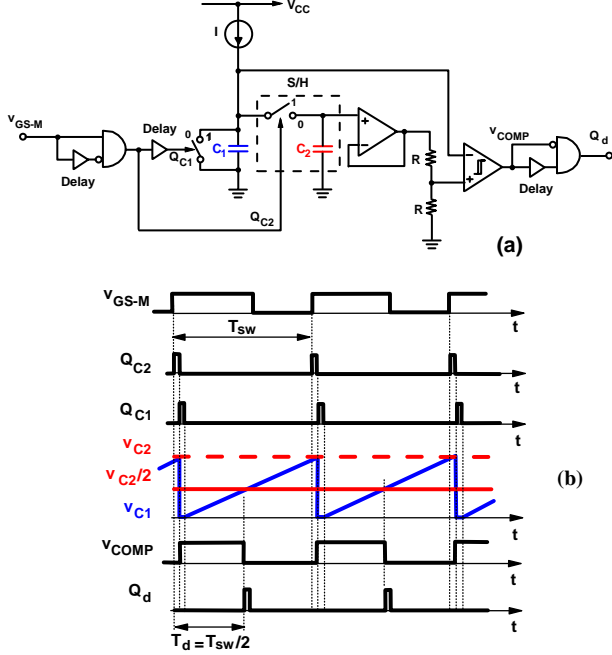 V_CC
I
S/H
v_GS-M
Delay
0 1
1
0
Q_C1
C_1
C_2
Delay
Q_C2
+
−
R
R
−
+
v_COMP
Delay
Q_d
(a)
v_GS-M
t
T_SW
Q_C2
t
Q_C1
t
v_C2
v_C2/2
v_C1
t
(b)
v_COMP
t
Q_d
t
T_d = T_SW/2